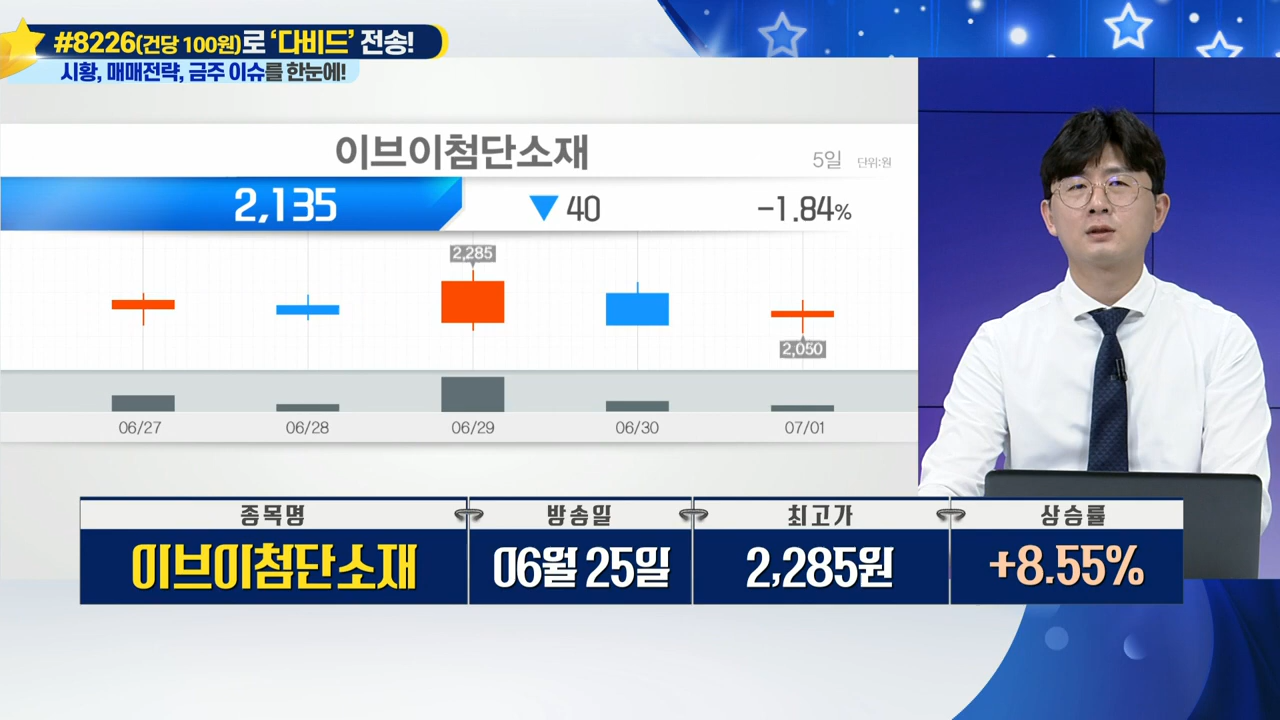 #8226(건당 100원)로 ‘다비드’ 전송!
시황, 매매전략, 금주 이슈를 한눈에!
이브이첨단소재
5일 단위:원
2,135 ▼ 40 -1.84%
2,285
2,050
06/27 06/28 06/29 06/30 07/01
종목명 방송일 최고가 상승률
이브이첨단소재 06월 25일 2,285원 +8.55%